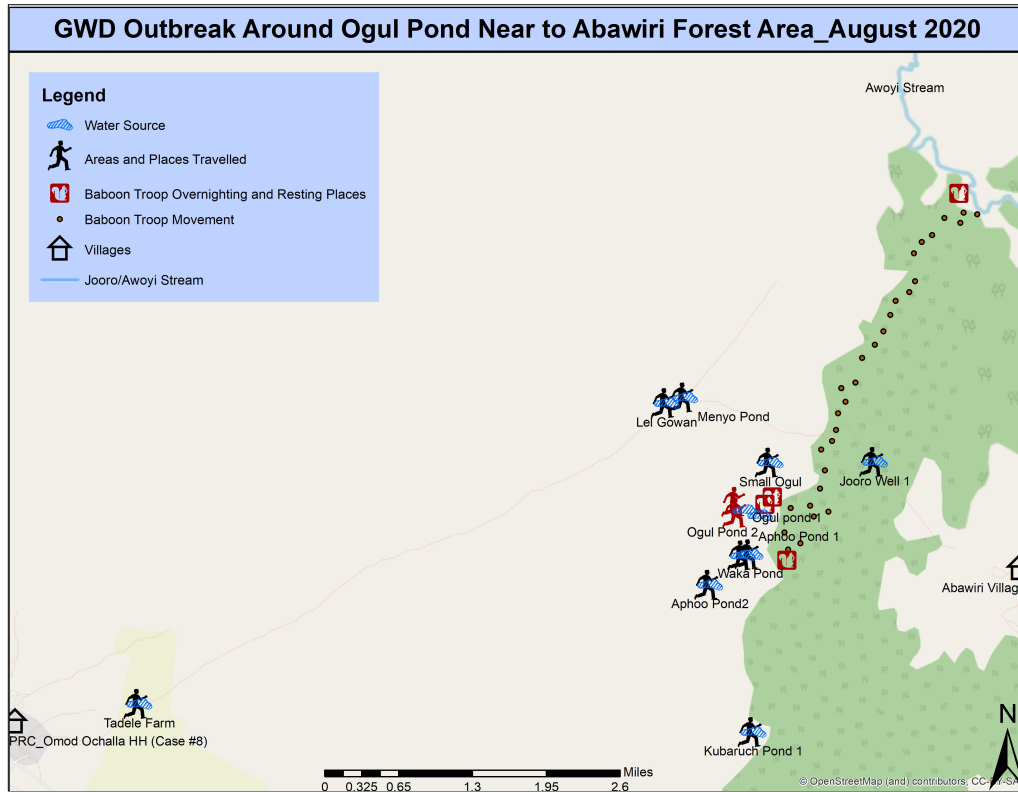 GWD Outbreak Around Ogul Pond Near to Abawiri Forest Area_August 2020
Legend
Water Source
Areas and Places Travelled
Baboon Troop Overnighting and Resting Places
Baboon Troop Movement
Villages
Jooro/Awoyi Stream
Awoyi Stream
Menyo Pond
Lel Gowan
Small Ogul
Jooro Well 1
Ogul pond 1
Ogul Pond 2
Aphoo Pond 1
Waka Pond
Aphoo Pond2
Abawiri Villag
Tadele Farm
PRC_Omod Ochalla HH (Case #8)
Kubaruch Pond 1
N
Miles
0 0.325 0.65 1.3 1.95 2.6
© OpenStreetMap (and) contributors, CC-BY-SA